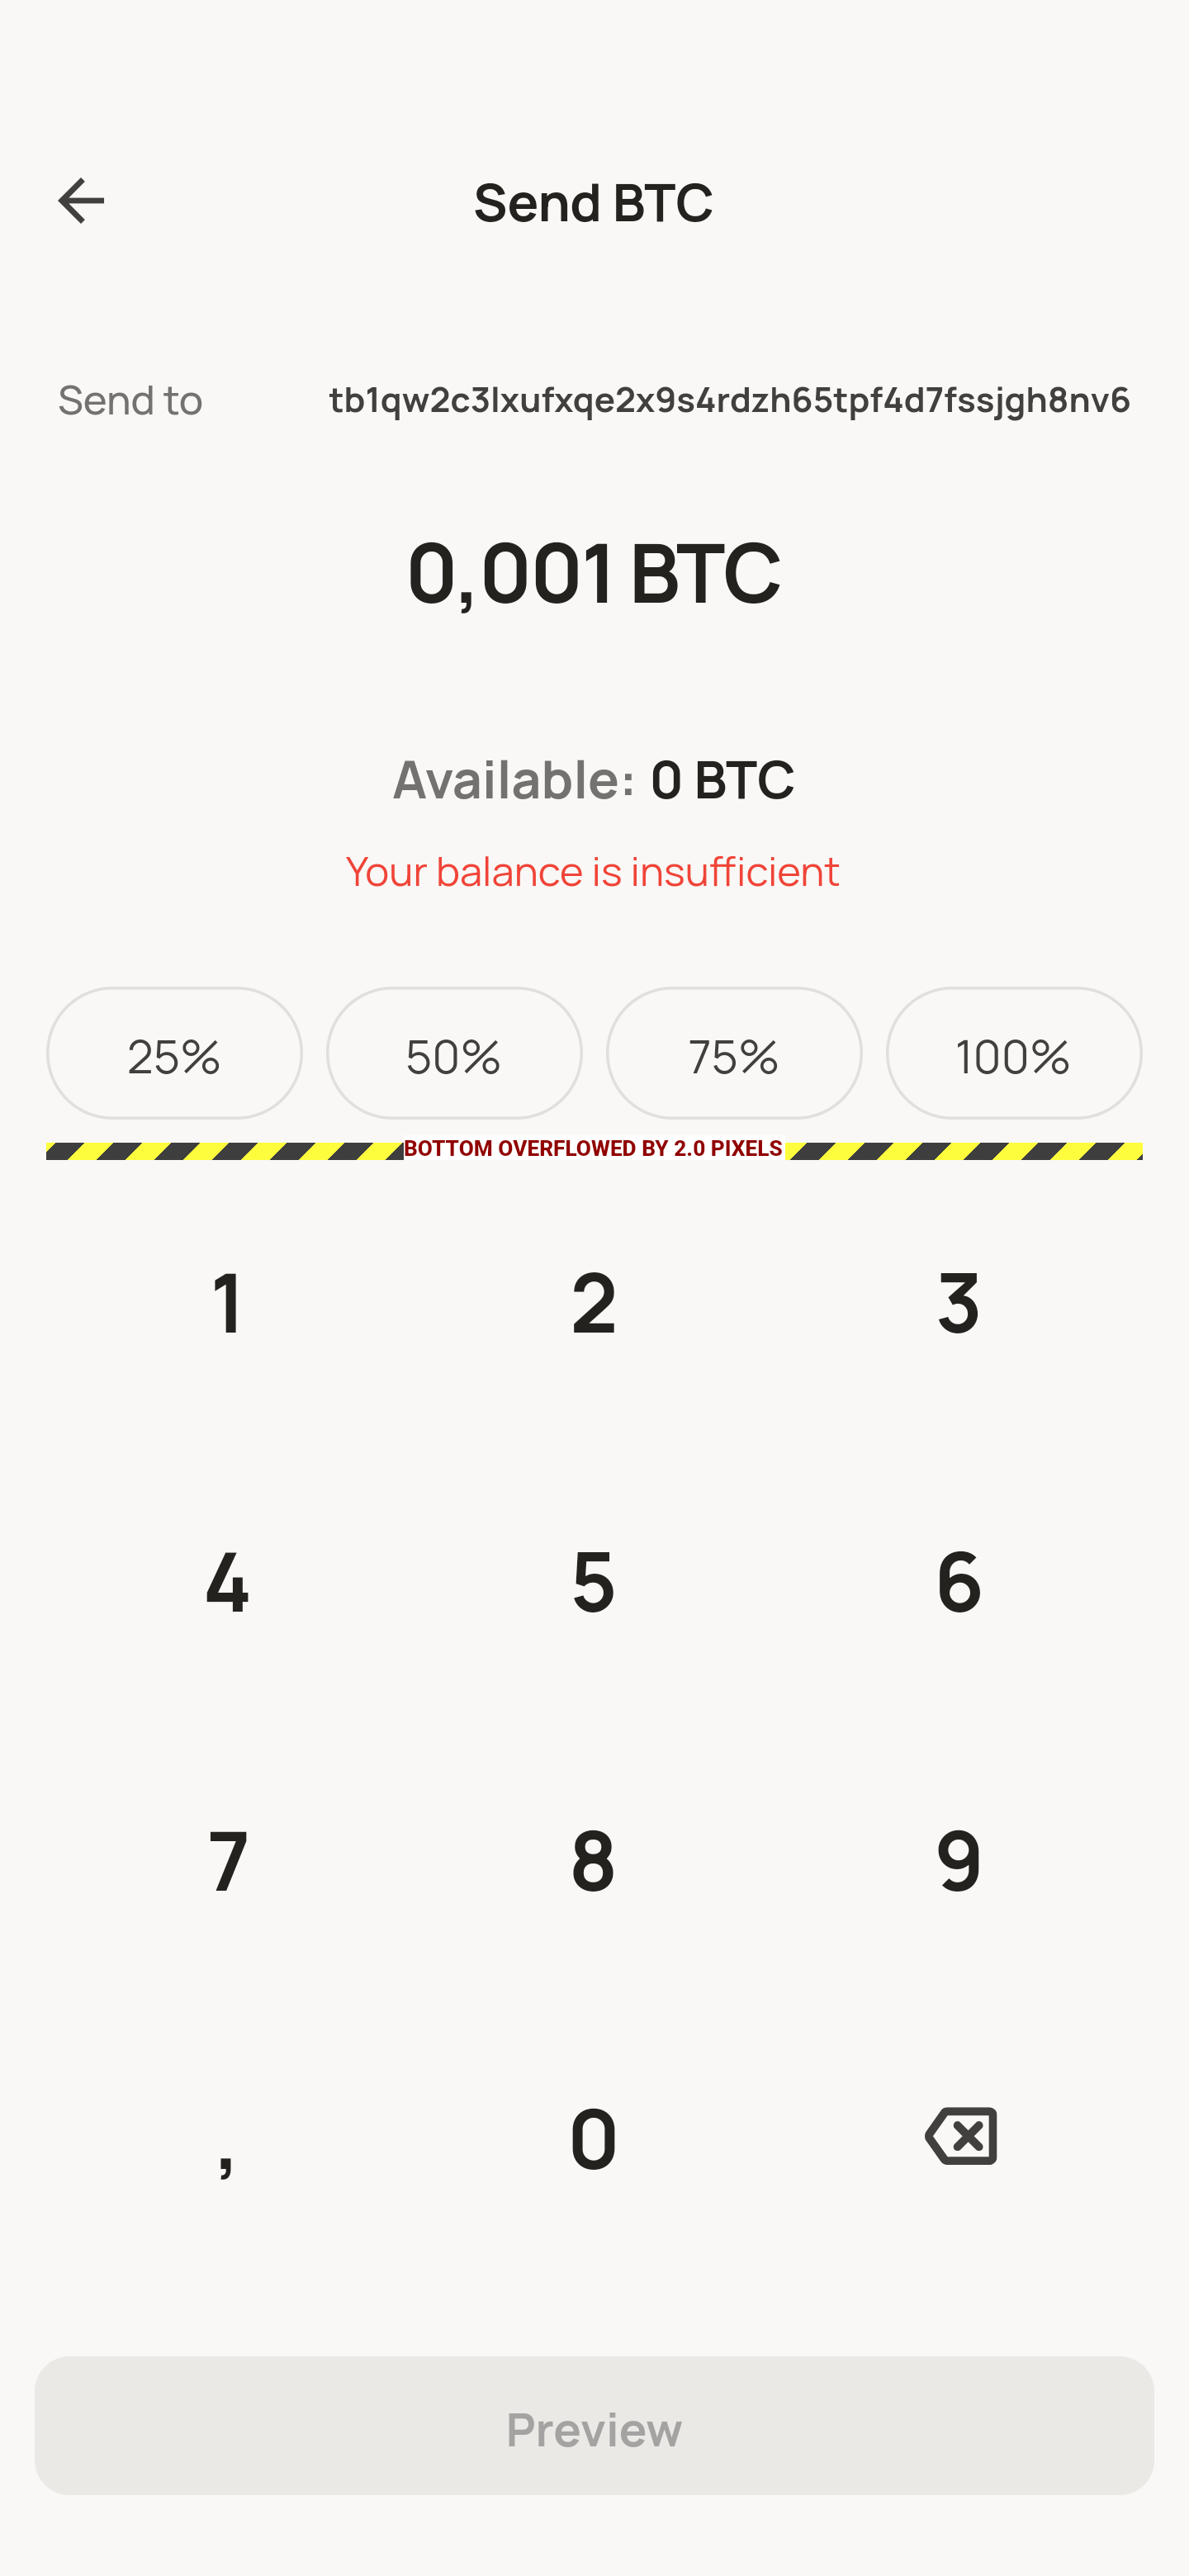 Send BTC
Send to tb1qw2c3lxufxqe2x9s4rdzh65tpf4d7fssjgh8nv6
0,001 BTC
Available: 0 BTC
Your balance is insufficient
25% 50% 75% 100%
BOTTOM OVERFLOWED BY 2.0 PIXELS
1 2 3
4 5 6
7 8 9
, 0
Preview